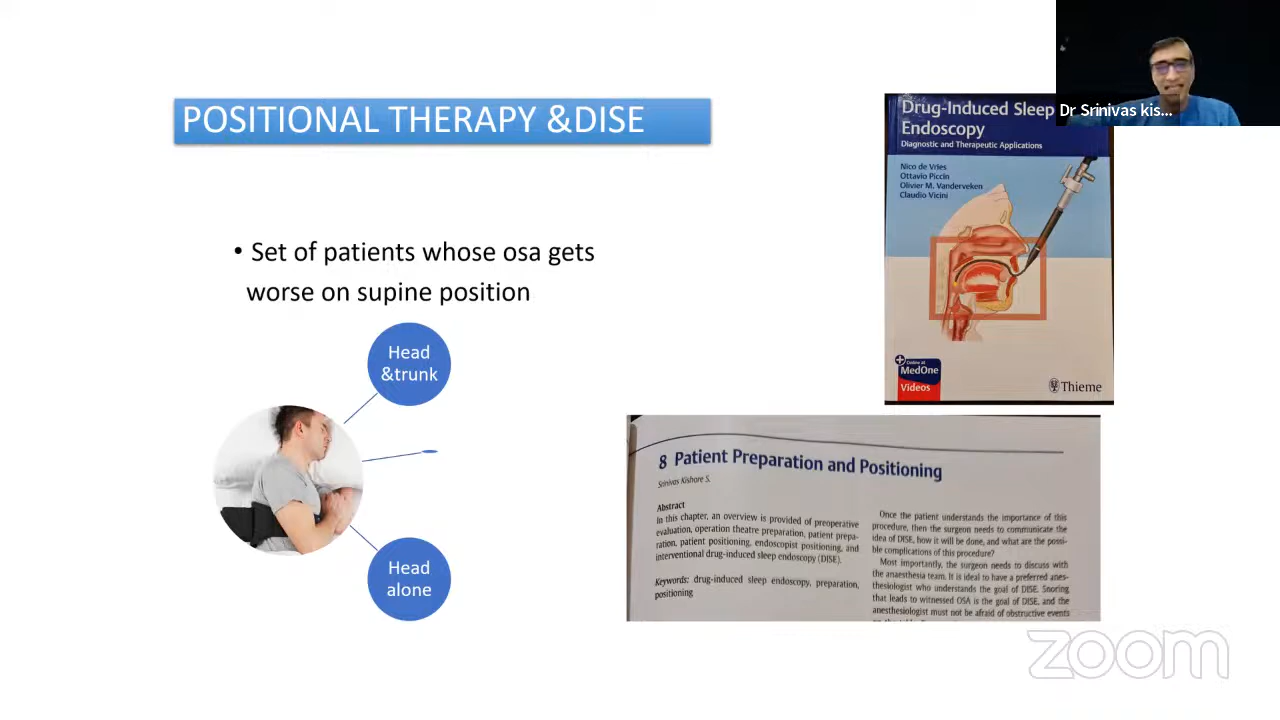 POSITIONAL THERAPY &DISE
• Set of patients whose osa gets
worse on supine position
Head
&trunk
Head
alone
Drug-Induced Sleep
Endoscopy
Diagnostic and Therapeutic Applications
Nico de Vries
Ottavio Piccin
Olivier M. Vanderveken
Claudio Vicini
Online at
MedOne
Videos
Thieme
Dr Srinivas kis...
8 Patient Preparation and Positioning
Srinivas Kishore S.
Abstract
In this chapter, an overview is provided of preoperative
evaluation, operation theatre preparation, patient prepa-
ration, patient positioning, endoscopist positioning, and
interventional drug-induced sleep endoscopy (DISE).
Keywords: drug-induced sleep endoscopy, preparation,
positioning
Once the patient understands the importance of this
procedure, then the surgeon needs to communicate the
idea of DISE, how it will be done, and what are the possi-
ble complications of this procedure?
Most importantly, the surgeon needs to discuss with
the anaesthesia team. It is ideal to have a preferred anes-
thesiologist who understands the goal of DISE. Snoring
that leads to witnessed OSA is the goal of DISE, and the
anesthesiologist must not be afraid of obstructive events
zoom